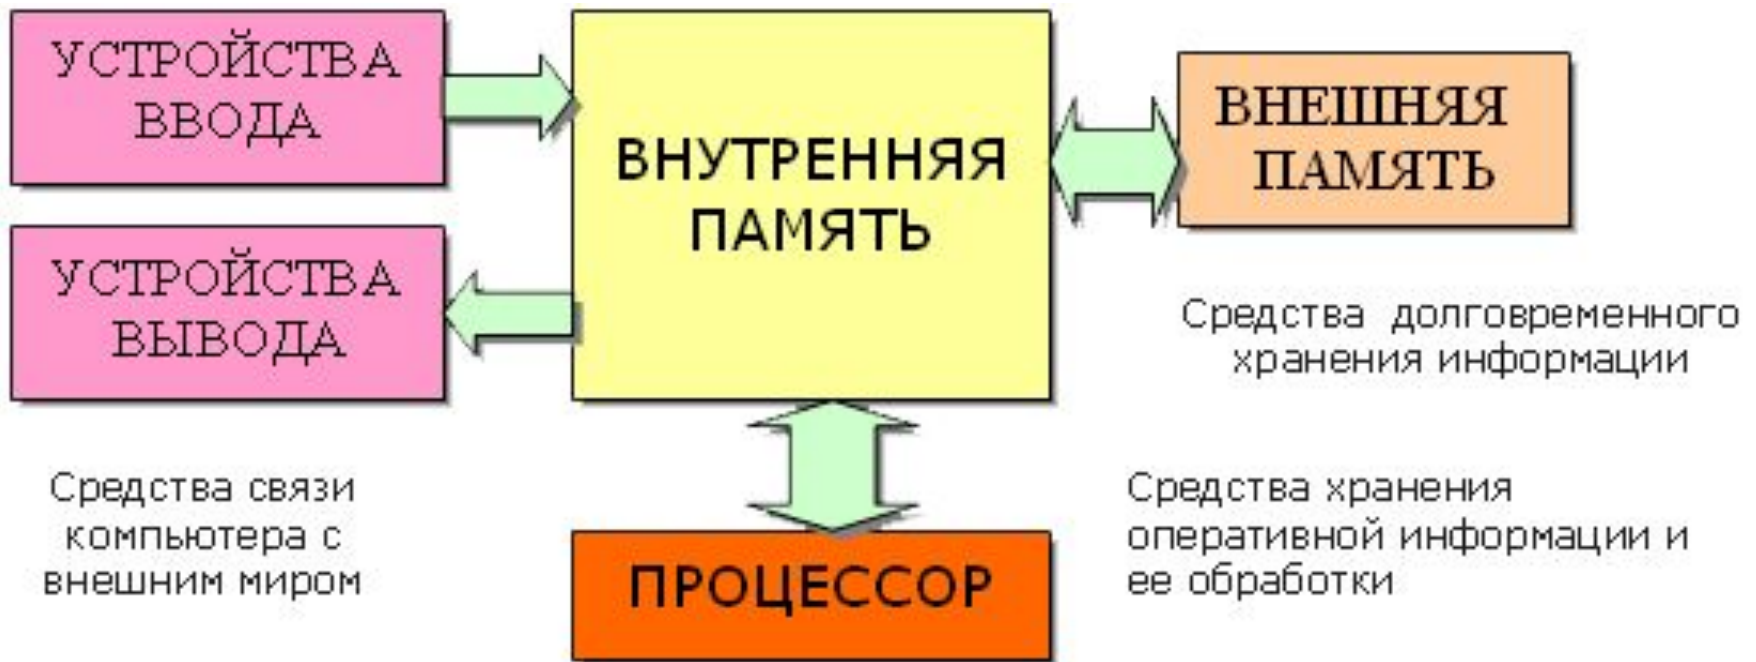 УСТРОЙСТВА
ВВОДА
УСТРОЙСТВА
ВЫВОДА
ВНУТРЕННЯЯ
ПАМЯТЬ
ВНЕШНЯЯ
ПАМЯТЬ
Средства долговременного
хранения информации
Средства связи
компьютера с
внешним миром
ПРОЦЕССОР
Средства хранения
оперативной информации и
ее обработки